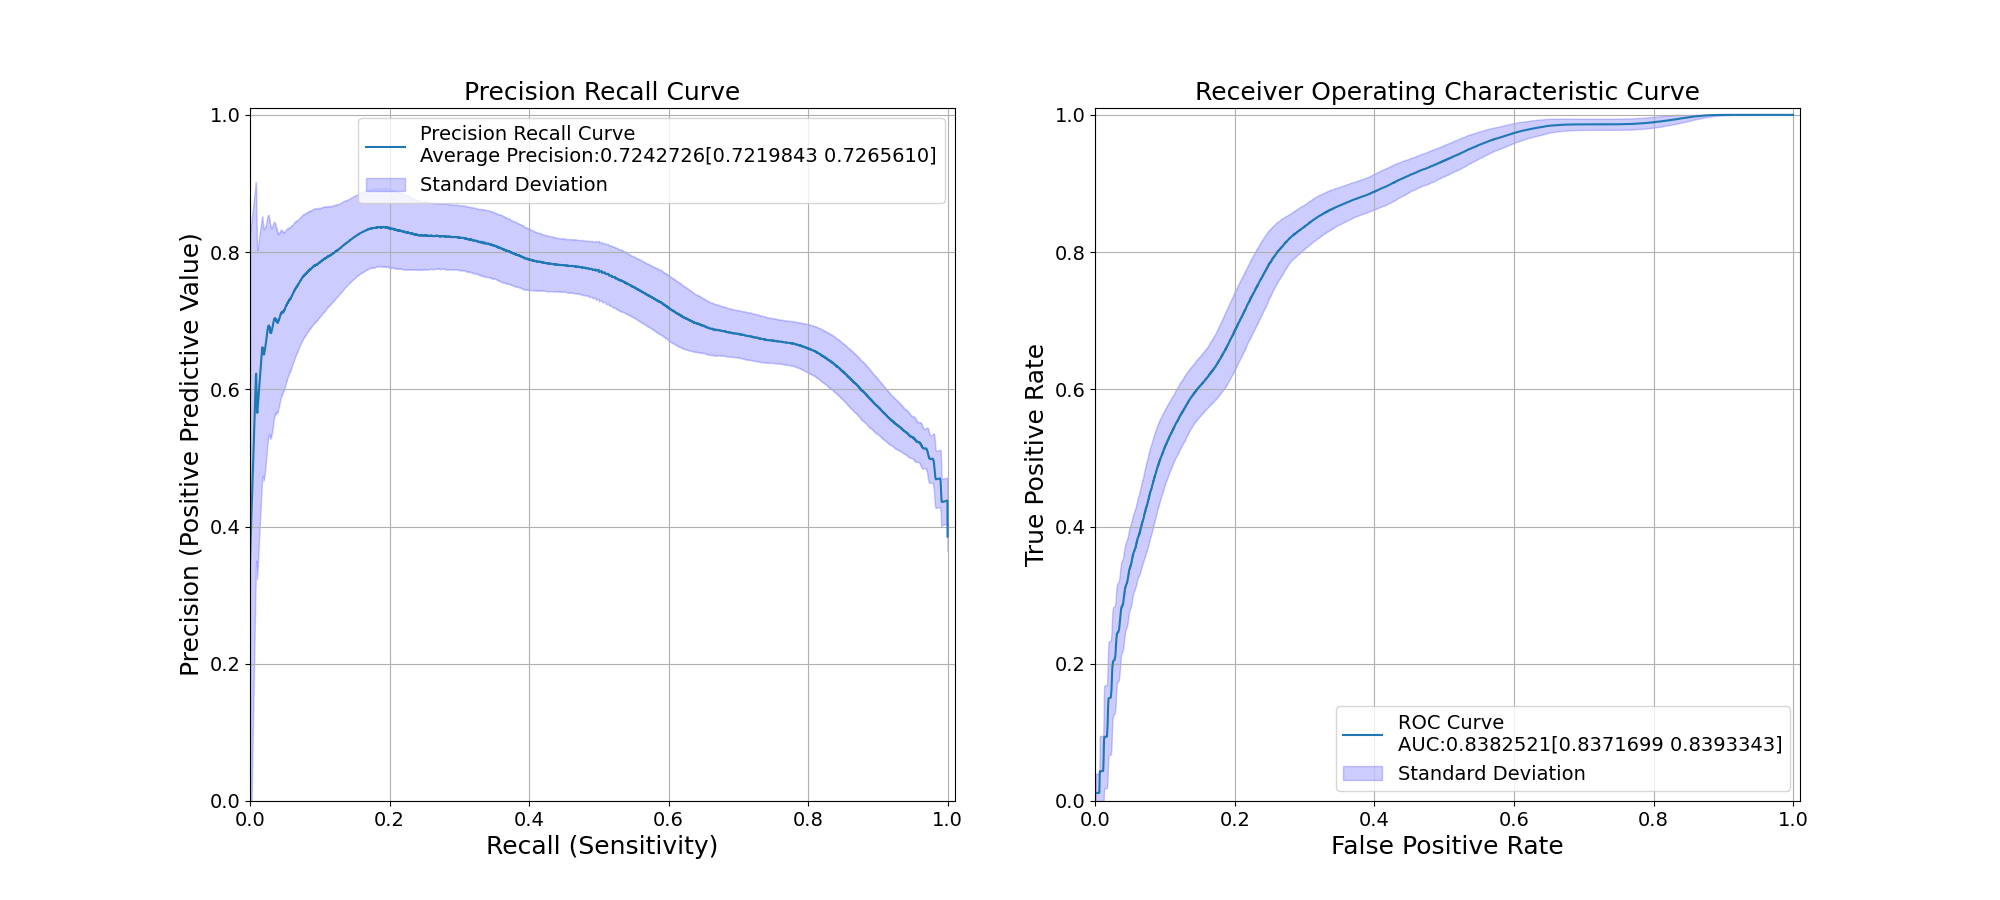 Precision Recall Curve
Precision Recall Curve
Average Precision:0.7242726[0.7219843 0.7265610]
Standard Deviation
Precision (Positive Predictive Value)
1.0
0.8
0.6
0.4
0.2
0.0
0.0 0.2 0.4 0.6 0.8 1.0
Recall (Sensitivity)
Receiver Operating Characteristic Curve
True Positive Rate
1.0
0.8
0.6
0.4
0.2
0.0
ROC Curve
AUC:0.8382521[0.8371699 0.8393343]
Standard Deviation
0.0 0.2 0.4 0.6 0.8 1.0
False Positive Rate